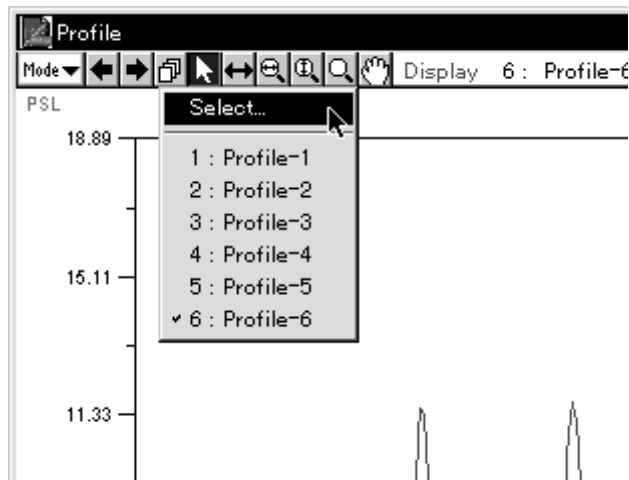 Profile
Mode Display 6 : Profile-6
PSL
Select...
18.89
1 : Profile-1
2 : Profile-2
3 : Profile-3
4 : Profile-4
15.11
5 : Profile-5
6 : Profile-6
11.33